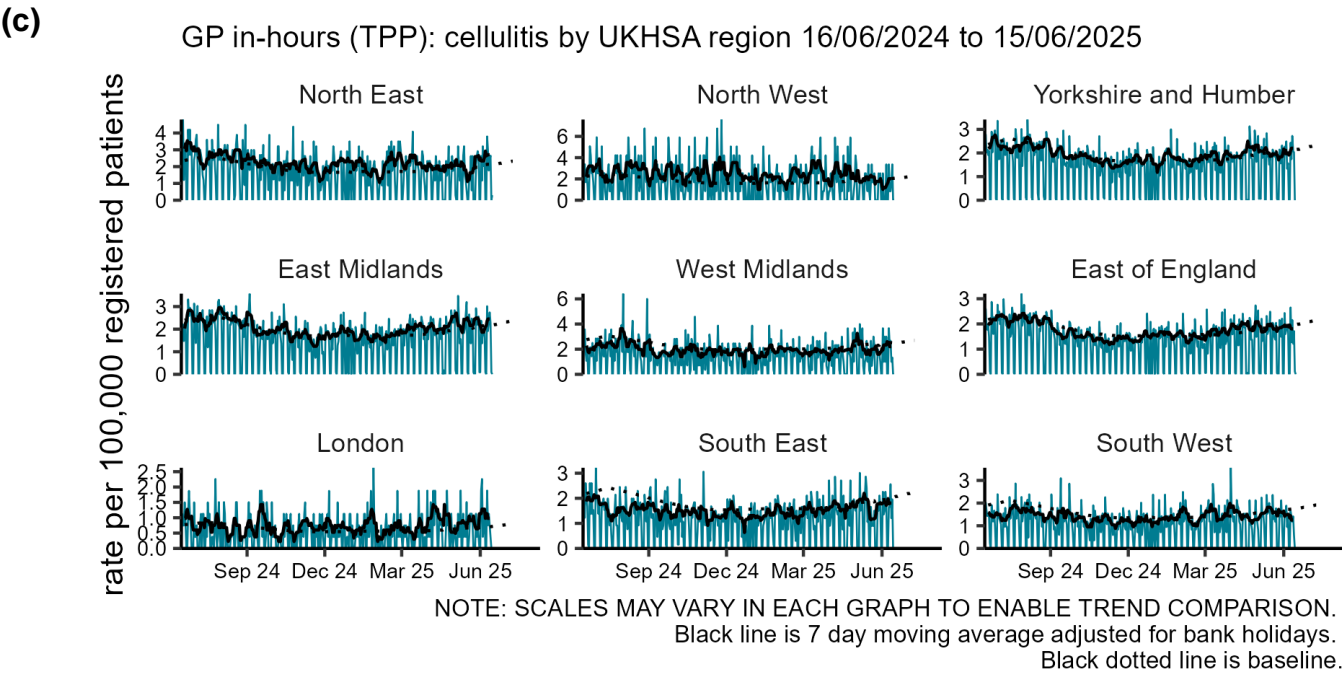 (c)
GP in-hours (TPP): cellulitis by UKHSA region 16/06/2024 to 15/06/2025
rate per 100,000 registered patients
North East
4
3
2
1
0
North West
6
4
2
0
Yorkshire and Humber
3
2
1
0
East Midlands
3
2
1
0
West Midlands
6
4
2
0
East of England
3
2
1
0
London
2.5
2.0
1.5
1.0
0.5
0.0
South East
3
2
1
0
South West
3
2
1
0
Sep 24 Dec 24 Mar 25 Jun 25
Sep 24 Dec 24 Mar 25 Jun 25
Sep 24 Dec 24 Mar 25 Jun 25
NOTE: SCALES MAY VARY IN EACH GRAPH TO ENABLE TREND COMPARISON.
Black line is 7 day moving average adjusted for bank holidays.
Black dotted line is baseline.